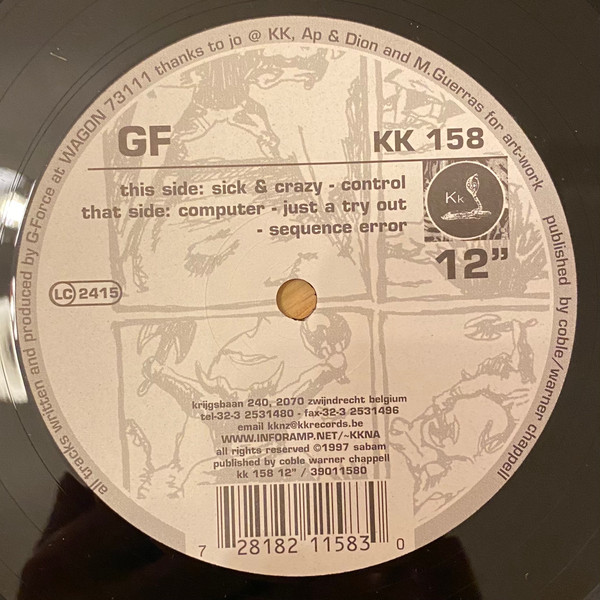 all tracks written and produced by G-Force at WAGON 73111 thanks to jo @ KK, Ap & Dion and M.Guerras for art-work
published by coble/warner chappell
GF
KK 158
this side: sick & crazy - control
that side: computer - just a try out
- sequence error
Kk
12”
LC 2415
krijgsbaan 240, 2070 zwijndrecht belgium
tel-32-3 2531480 - fax-32-3 2531496
email kknz@kkrecords.be
WWW.INFORAMP.NET/~KKNA
all rights reserved ©1997 sabam
published by coble warner chappell
kk 158 12” / 39011580
7 28182 11583 0